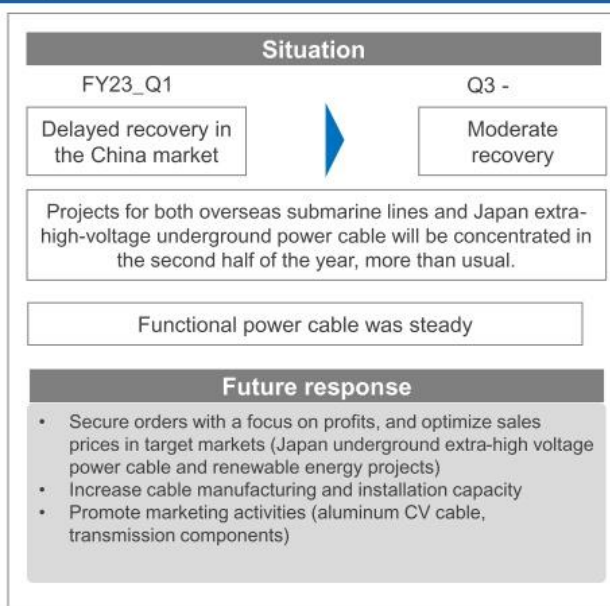 Situation
FY23_Q1
Q3 -
Delayed recovery in
the China market
Moderate
recovery
Projects for both overseas submarine lines and Japan extra-
high-voltage underground power cable will be concentrated in
the second half of the year, more than usual.
Functional power cable was steady
Future response
• Secure orders with a focus on profits, and optimize sales
prices in target markets (Japan underground extra-high voltage
power cable and renewable energy projects)
• Increase cable manufacturing and installation capacity
• Promote marketing activities (aluminum CV cable,
transmission components)